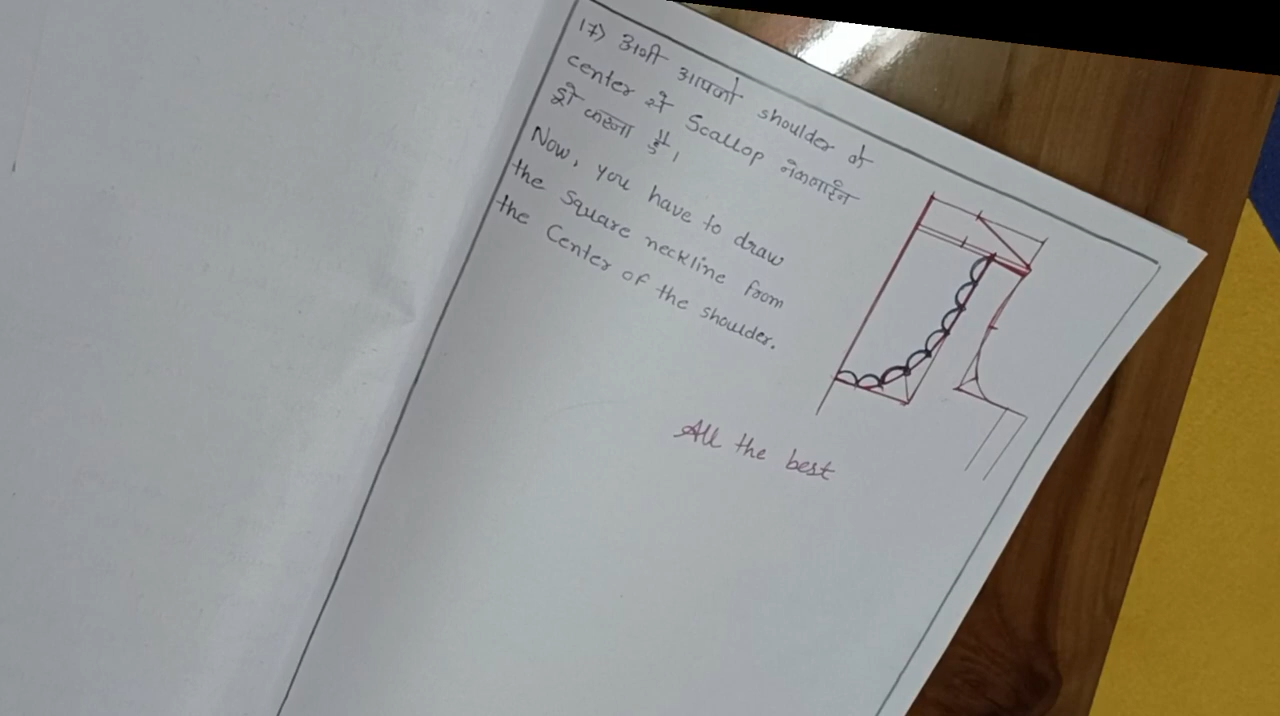 17) अभी आपको shoulder के
center से Scallop नेकलाईन
ड्रो करना है।
Now, you have to draw
the square neckline from
the Center of the shoulder.
All the best